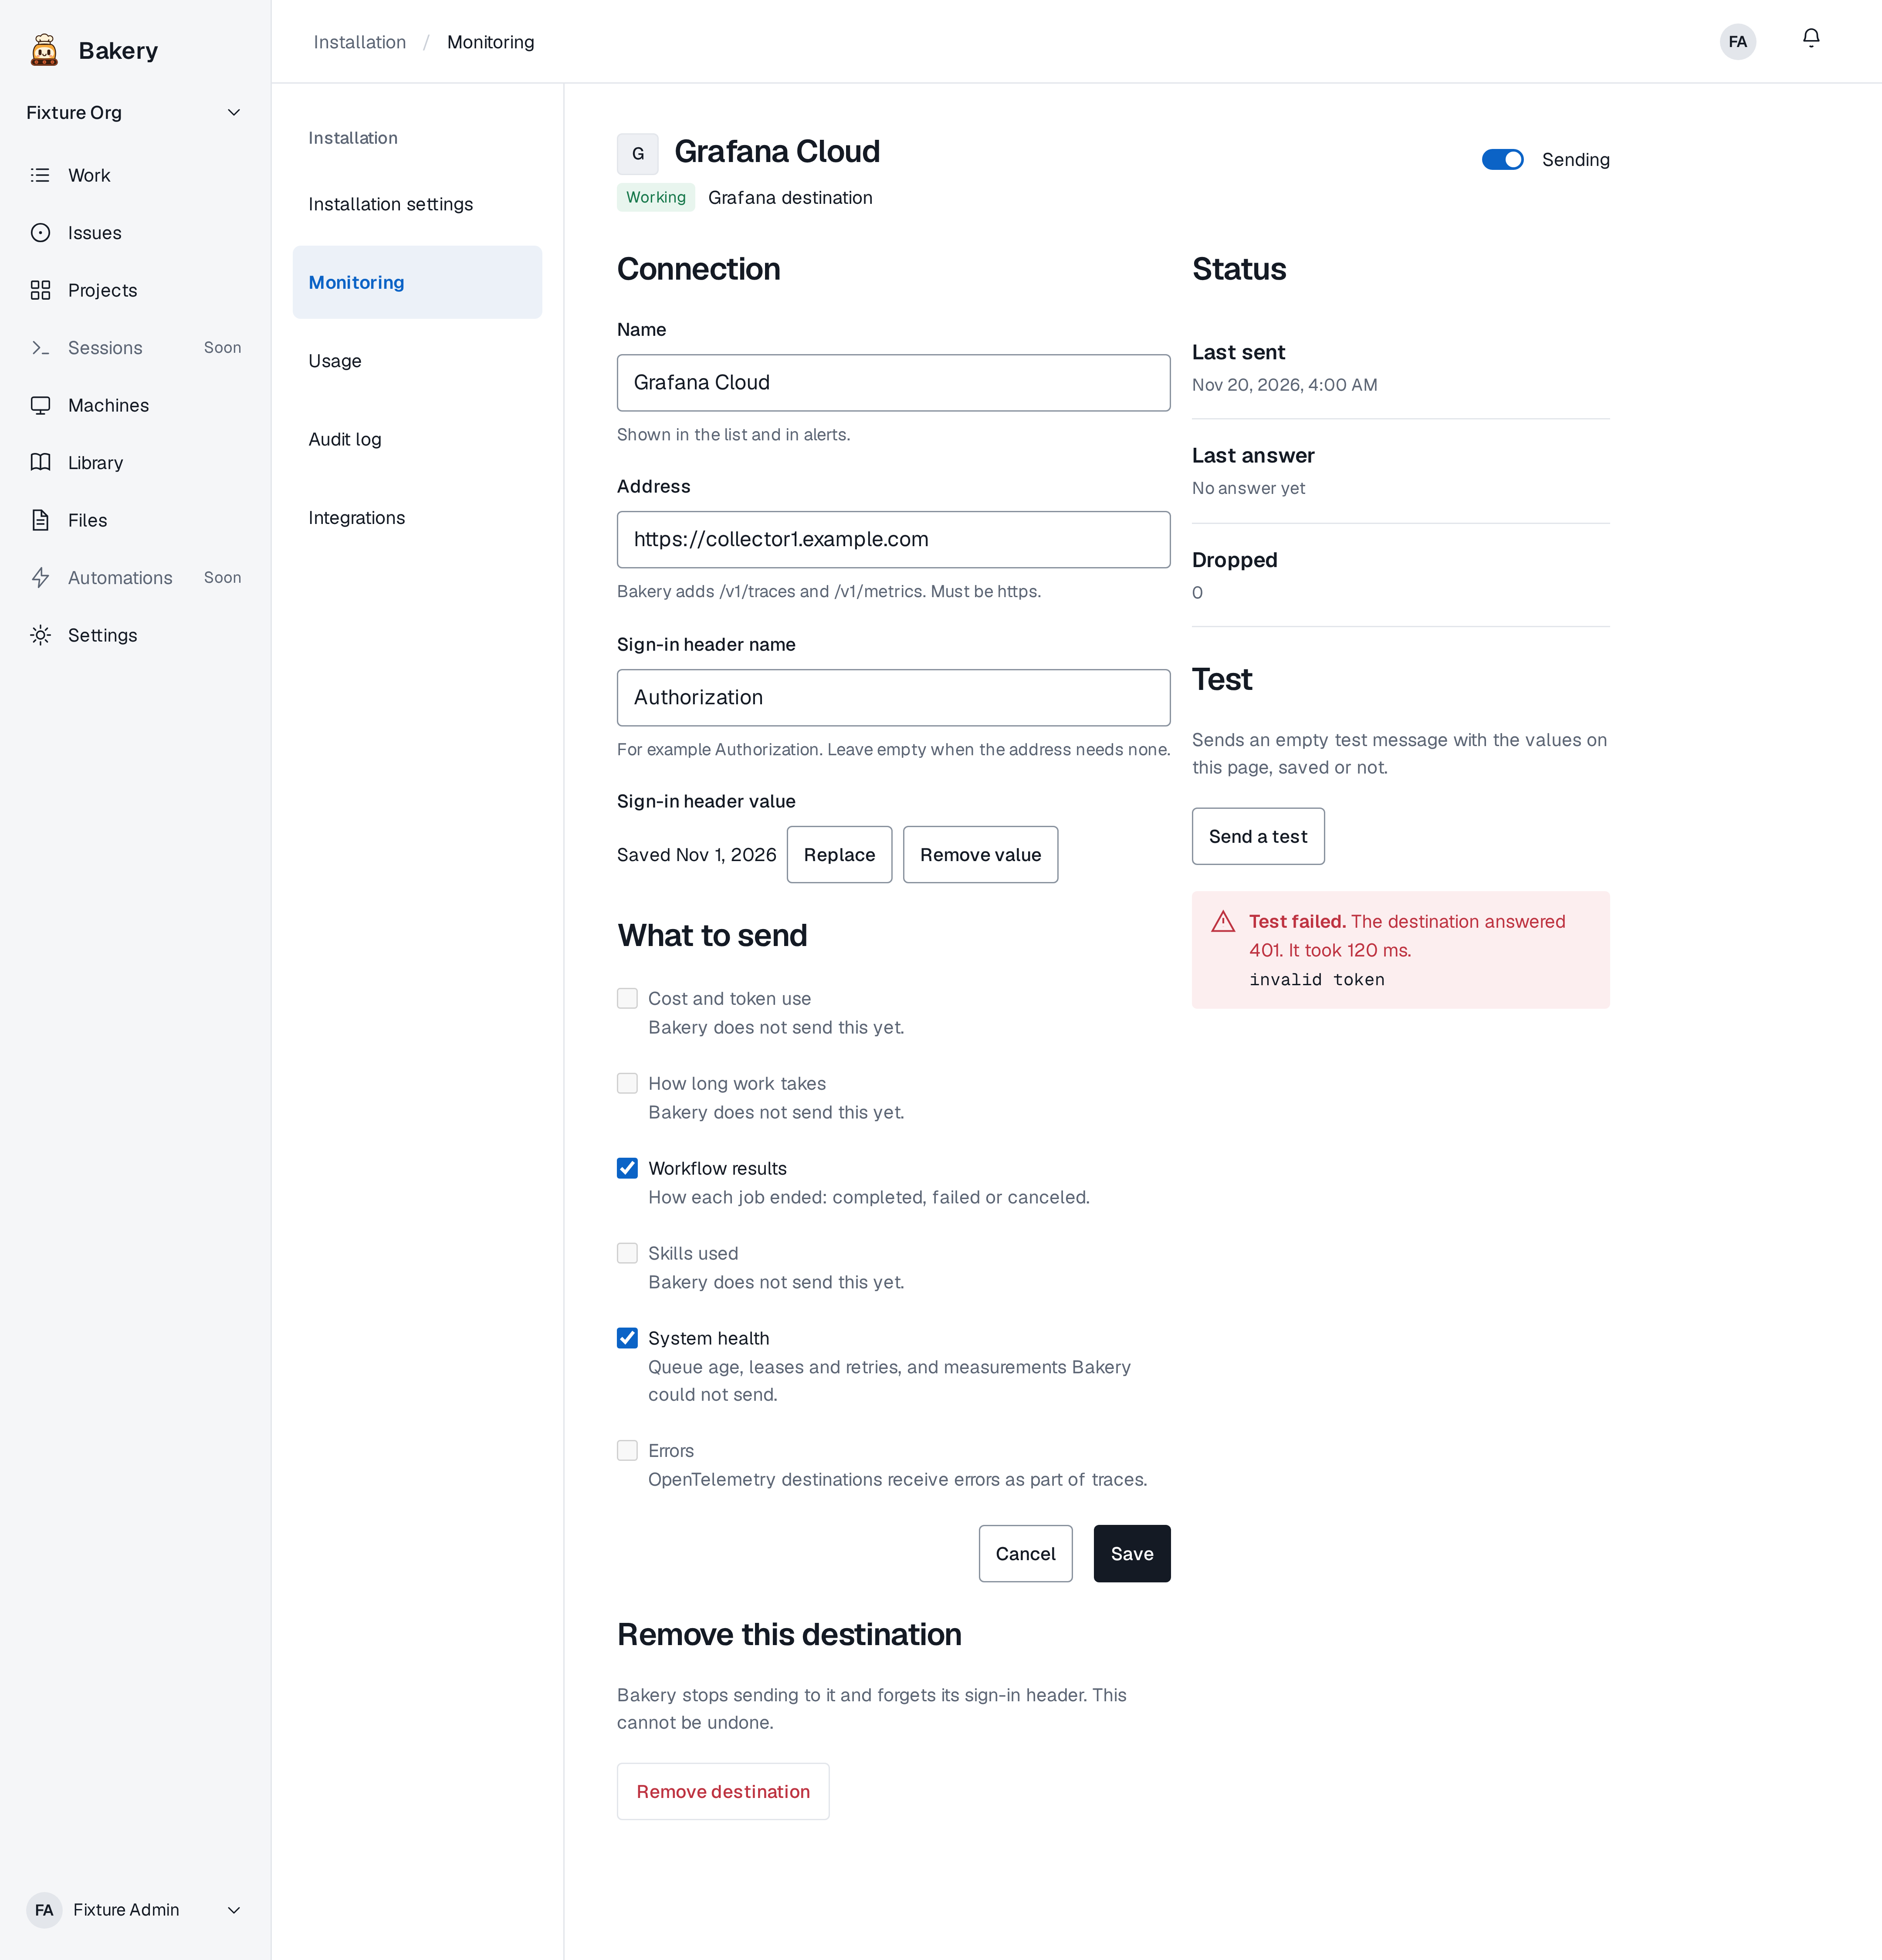 Bakery
Fixture Org
Work
Issues
Projects
Sessions Soon
Machines
Library
Files
Automations Soon
Settings
FA Fixture Admin
Installation / Monitoring
FA
Installation
Installation settings
Monitoring
Usage
Audit log
Integrations
G Grafana Cloud
Working Grafana destination
Sending
Connection
Name
Grafana Cloud
Shown in the list and in alerts.
Address
https://collector1.example.com
Bakery adds /v1/traces and /v1/metrics. Must be https.
Sign-in header name
Authorization
For example Authorization. Leave empty when the address needs none.
Sign-in header value
Saved Nov 1, 2026 Replace Remove value
What to send
Cost and token use
Bakery does not send this yet.
How long work takes
Bakery does not send this yet.
Workflow results
How each job ended: completed, failed or canceled.
Skills used
Bakery does not send this yet.
System health
Queue age, leases and retries, and measurements Bakery
could not send.
Errors
OpenTelemetry destinations receive errors as part of traces.
Cancel Save
Remove this destination
Bakery stops sending to it and forgets its sign-in header. This
cannot be undone.
Remove destination
Status
Last sent
Nov 20, 2026, 4:00 AM
Last answer
No answer yet
Dropped
0
Test
Sends an empty test message with the values on
this page, saved or not.
Send a test
Test failed. The destination answered
401. It took 120 ms.
invalid token